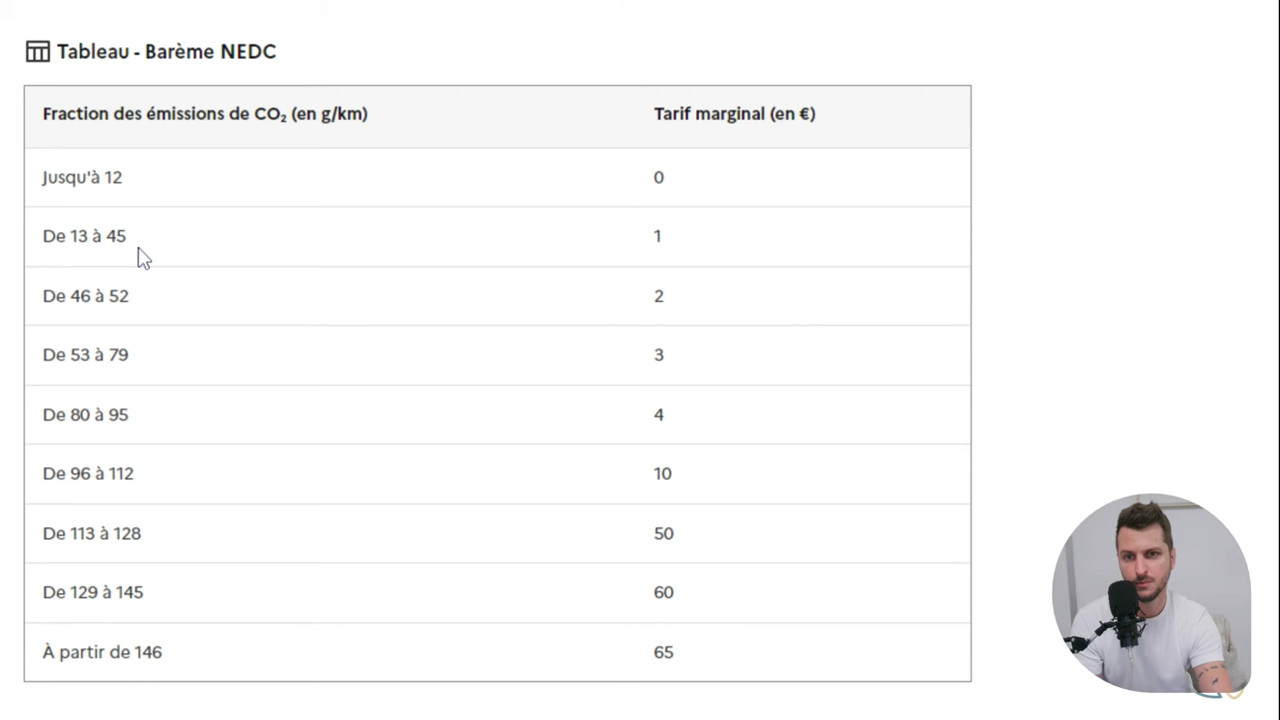 Tableau - Barème NEDC
Fraction des émissions de CO₂ (en g/km) Tarif marginal (en €)
Jusqu'à 12 0
De 13 à 45 1
De 46 à 52 2
De 53 à 79 3
De 80 à 95 4
De 96 à 112 10
De 113 à 128 50
De 129 à 145 60
À partir de 146 65